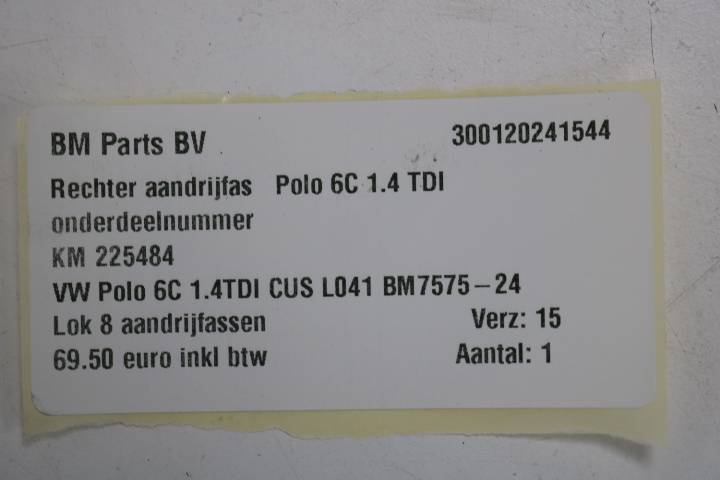 BM Parts BV 300120241544
Rechter aandrijfas Polo 6C 1.4 TDI
onderdeelnummer
KM 225484
VW Polo 6C 1.4TDI CUS L041 BM7575-24
Lok 8 aandrijfassen Verz: 15
69.50 euro inkl btw Aantal: 1